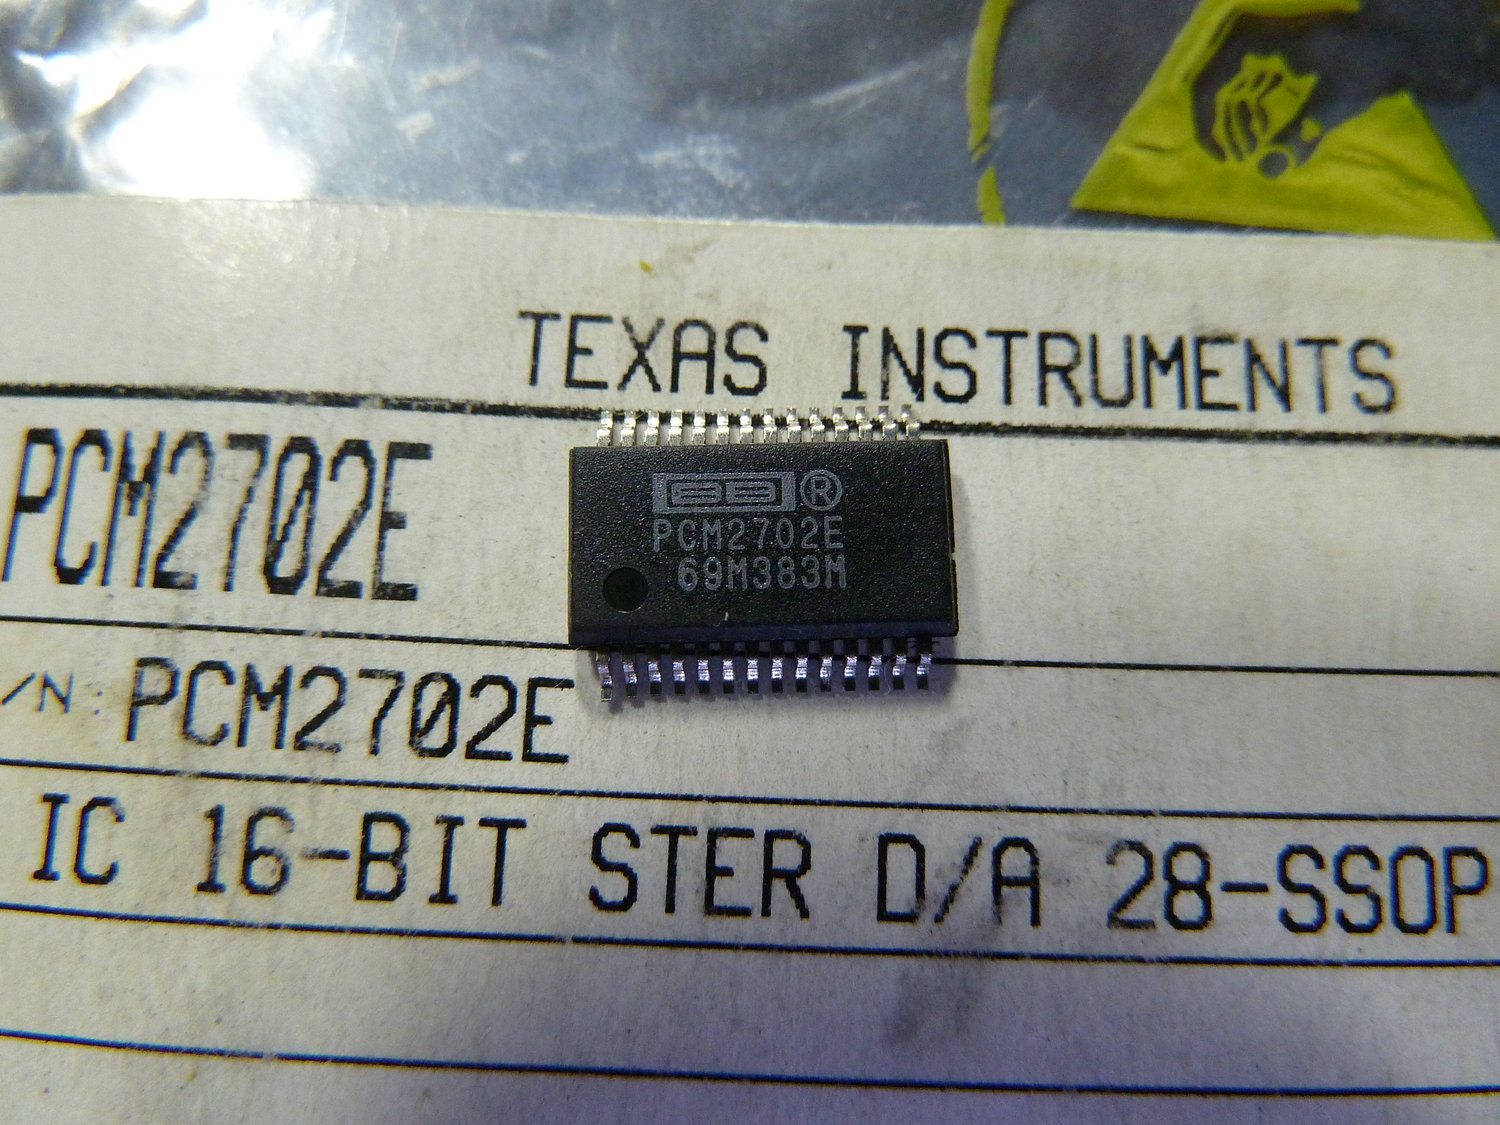 TEXAS INSTRUMENTS
PCM2702E
BB®
PCM2702E
69M383M
/N : PCM2702E
IC 16-BIT STER D/A 28-SSOP